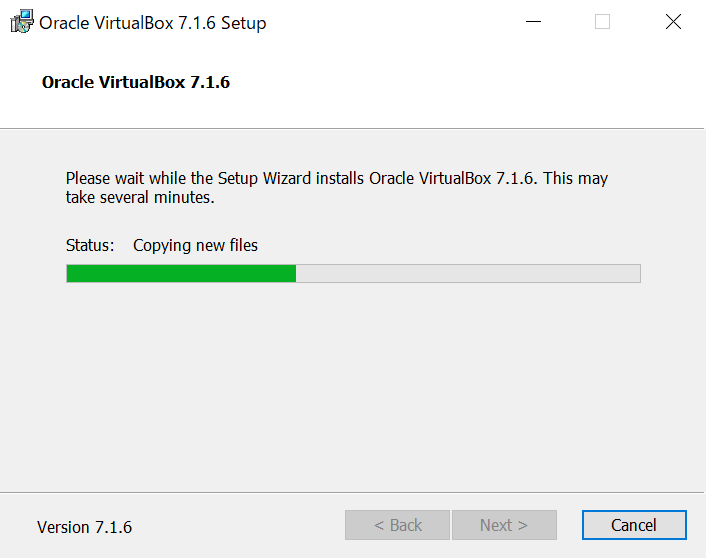 Oracle VirtualBox 7.1.6 Setup
Oracle VirtualBox 7.1.6
Please wait while the Setup Wizard installs Oracle VirtualBox 7.1.6. This may
take several minutes.
Status: Copying new files
Version 7.1.6
< Back
Next >
Cancel